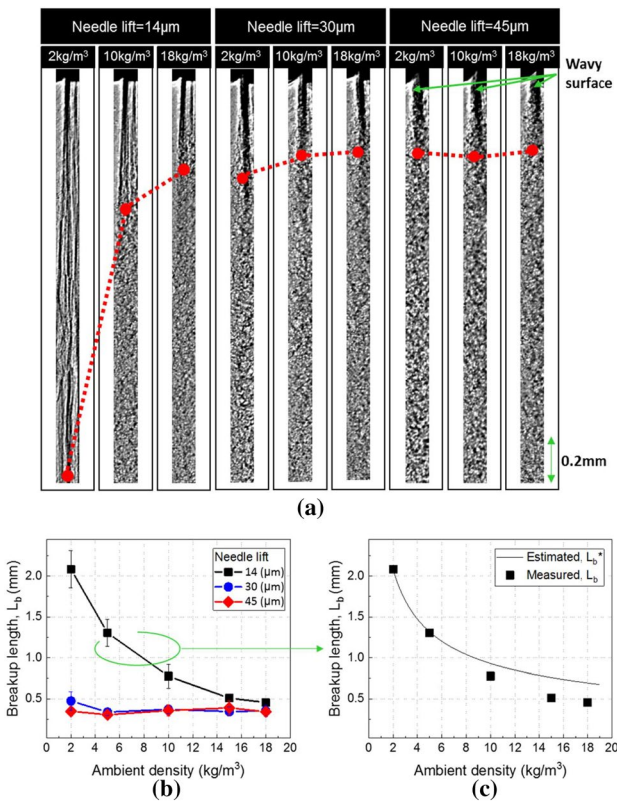 Needle lift=14µm Needle lift=30µm Needle lift=45µm
2kg/m³ 10kg/m³ 18kg/m³ 2kg/m³ 10kg/m³ 18kg/m³ 2kg/m³ 10kg/m³ 18kg/m³
Wavy
surface
0.2mm
(a)
Breakup length, L_b (mm)
2.0
1.5
1.0
0.5
Needle lift
14 (µm)
30 (µm)
45 (µm)
0 2 4 6 8 10 12 14 16 18 20
Ambient density (kg/m³)
(b)
Breakup length, L_b (mm)
2.0
1.5
1.0
0.5
Estimated, L_b*
Measured, L_b
0 2 4 6 8 10 12 14 16 18 20
Ambient density (kg/m³)
(c)